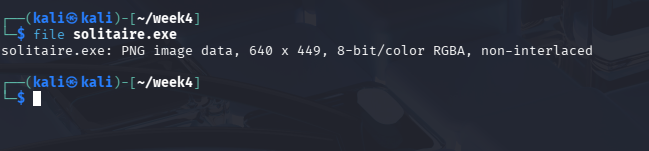 ┌──(kali㉿kali)-[~/week4]
└─$ file solitaire.exe
solitaire.exe: PNG image data, 640 x 449, 8-bit/color RGBA, non-interlaced
┌──(kali㉿kali)-[~/week4]
└─$